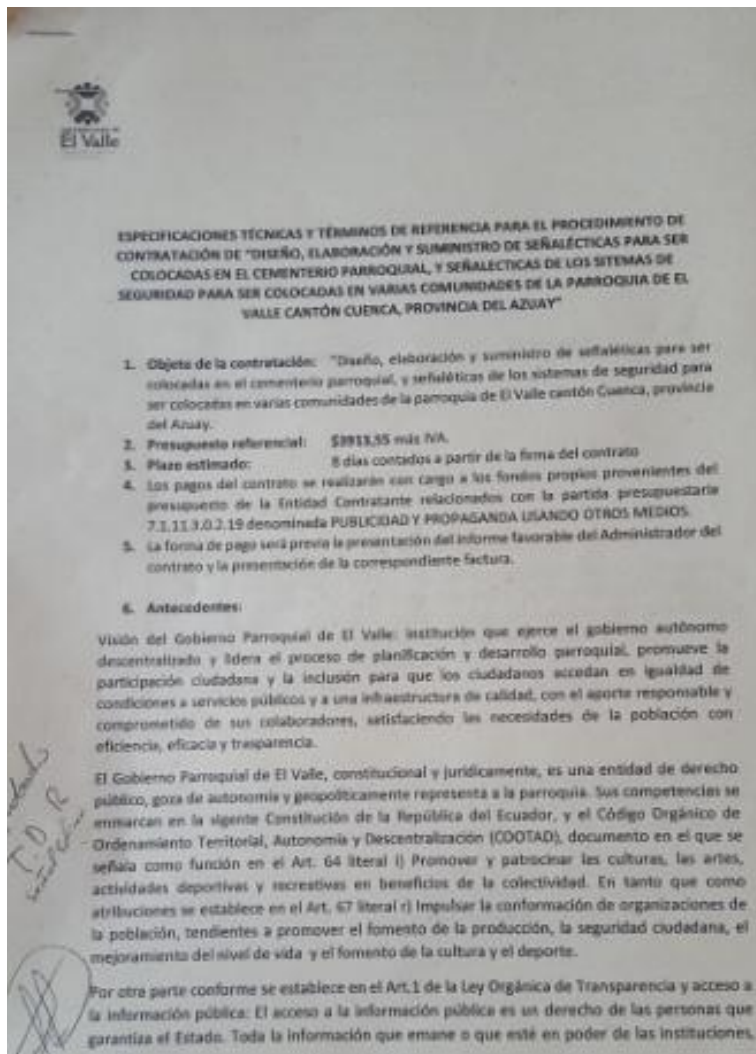 El Valle
ESPECIFICACIONES TÉCNICAS Y TÉRMINOS DE REFERENCIA PARA EL PROCEDIMIENTO DE
CONTRATACIÓN DE "DISEÑO, ELABORACIÓN Y SUMINISTRO DE SEÑALÉCTICAS PARA SER
COLOCADAS EN EL CEMENTERIO PARROQUIAL, Y SEÑALÉCTICAS DE LOS SITEMAS DE
SEGURIDAD PARA SER COLOCADAS EN VARIAS COMUNIDADES DE LA PARROQUIA DE EL
VALLE CANTÓN CUENCA, PROVINCIA DEL AZUAY"
1. Objeto de la contratación: "Diseño, elaboración y suministro de señaléticas para ser
colocadas en el cementerio parroquial, y señaléticas de los sistemas de seguridad para
ser colocadas en varias comunidades de la parroquia de El Valle cantón Cuenca, provincia
del Azuay.
2. Presupuesto referencial: $3913,55 más IVA.
3. Plazo estimado: 8 días contados a partir de la firma del contrato
4. Los pagos del contrato se realizarán con cargo a los fondos propios provenientes del
presupuesto de la Entidad Contratante relacionados con la partida presupuestaria
7.1.11.3.0.2.19 denominada PUBLICIDAD Y PROPAGANDA USANDO OTROS MEDIOS.
5. La forma de pago será previa la presentación del informe favorable del Administrador del
contrato y la presentación de la correspondiente factura.
6. Antecedentes:
Visión del Gobierno Parroquial de El Valle: institución que ejerce el gobierno autónomo
descentralizado y lidera el proceso de planificación y desarrollo parroquial, promueve la
participación ciudadana y la inclusión para que los ciudadanos accedan en igualdad de
condiciones a servicios públicos y a una infraestructura de calidad, con el aporte responsable y
comprometido de sus colaboradores, satisfaciendo las necesidades de la población con
eficiencia, eficacia y trasparencia.
El Gobierno Parroquial de El Valle, constitucional y jurídicamente, es una entidad de derecho
público, goza de autonomía y geopolíticamente representa a la parroquia. Sus competencias se
enmarcan en la vigente Constitución de la República del Ecuador, y el Código Orgánico de
Ordenamiento Territorial, Autonomía y Descentralización (COOTAD), documento en el que se
señala como función en el Art. 64 literal i) Promover y patrocinar las culturas, las artes,
actividades deportivas y recreativas en beneficios de la colectividad. En tanto que como
atribuciones se establece en el Art. 67 literal r) Impulsar la conformación de organizaciones de
la población, tendientes a promover el fomento de la producción, la seguridad ciudadana, el
mejoramiento del nivel de vida y el fomento de la cultura y el deporte.
Por otra parte conforme se establece en el Art.1 de la Ley Orgánica de Transparencia y acceso a
la información pública: El acceso a la información pública es un derecho de las personas que
garantiza el Estado. Toda la información que emane o que esté en poder de las instituciones,
T.D.R